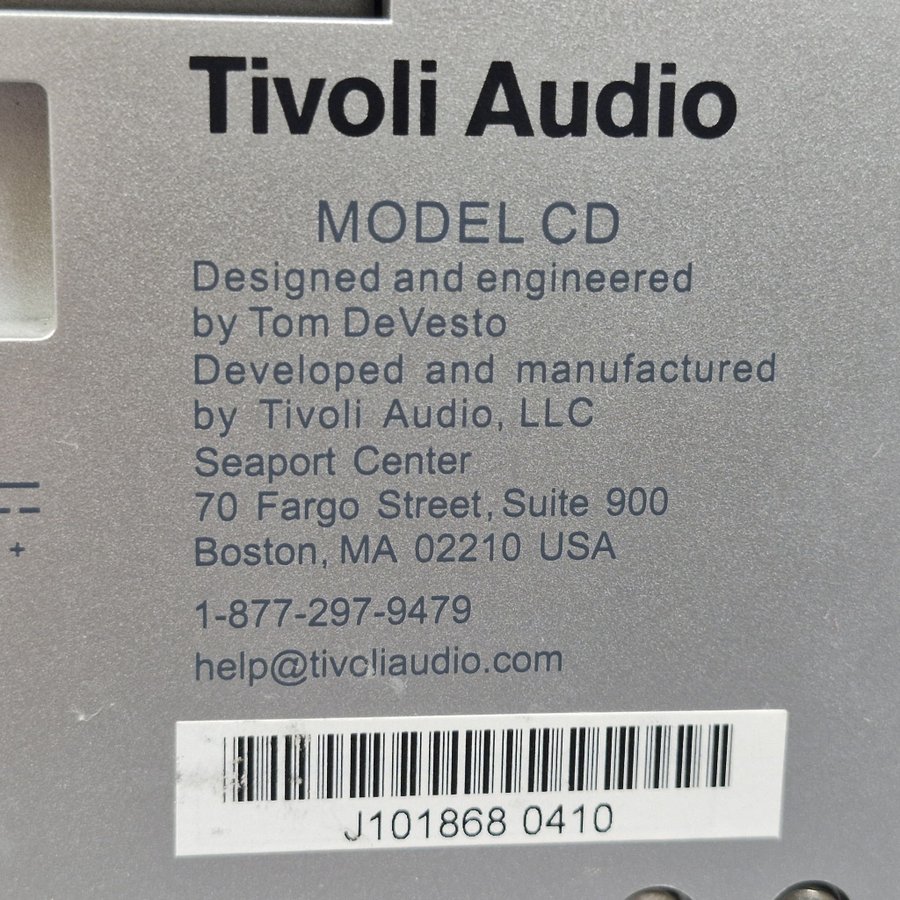 Tivoli Audio
MODEL CD
Designed and engineered
by Tom DeVesto
Developed and manufactured
by Tivoli Audio, LLC
Seaport Center
70 Fargo Street, Suite 900
Boston, MA 02210 USA
1-877-297-9479
help@tivoliaudio.com
J101868 0410
+